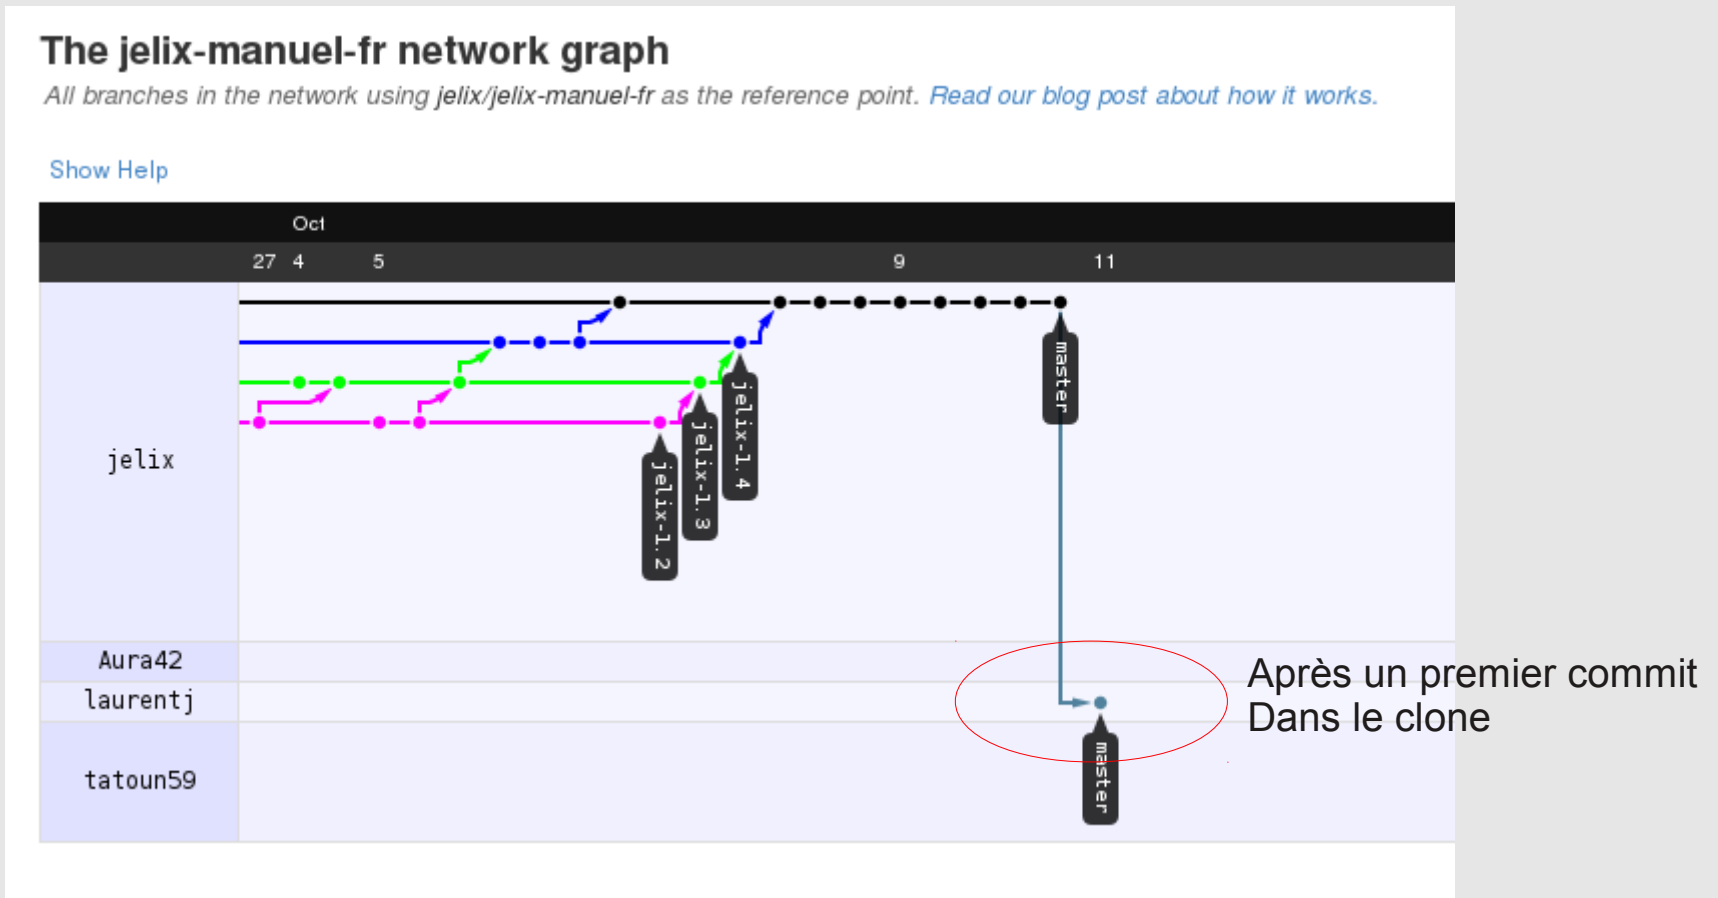 The jelix-manuel-fr network graph
All branches in the network using jelix/jelix-manuel-fr as the reference point. Read our blog post about how it works.
Show Help
Oct
27 4 5 9 11
master
jelix-1.4
jelix-1.3
jelix-1.2
jelix
Aura42
laurentj
tatoun59
master
Après un premier commit
Dans le clone